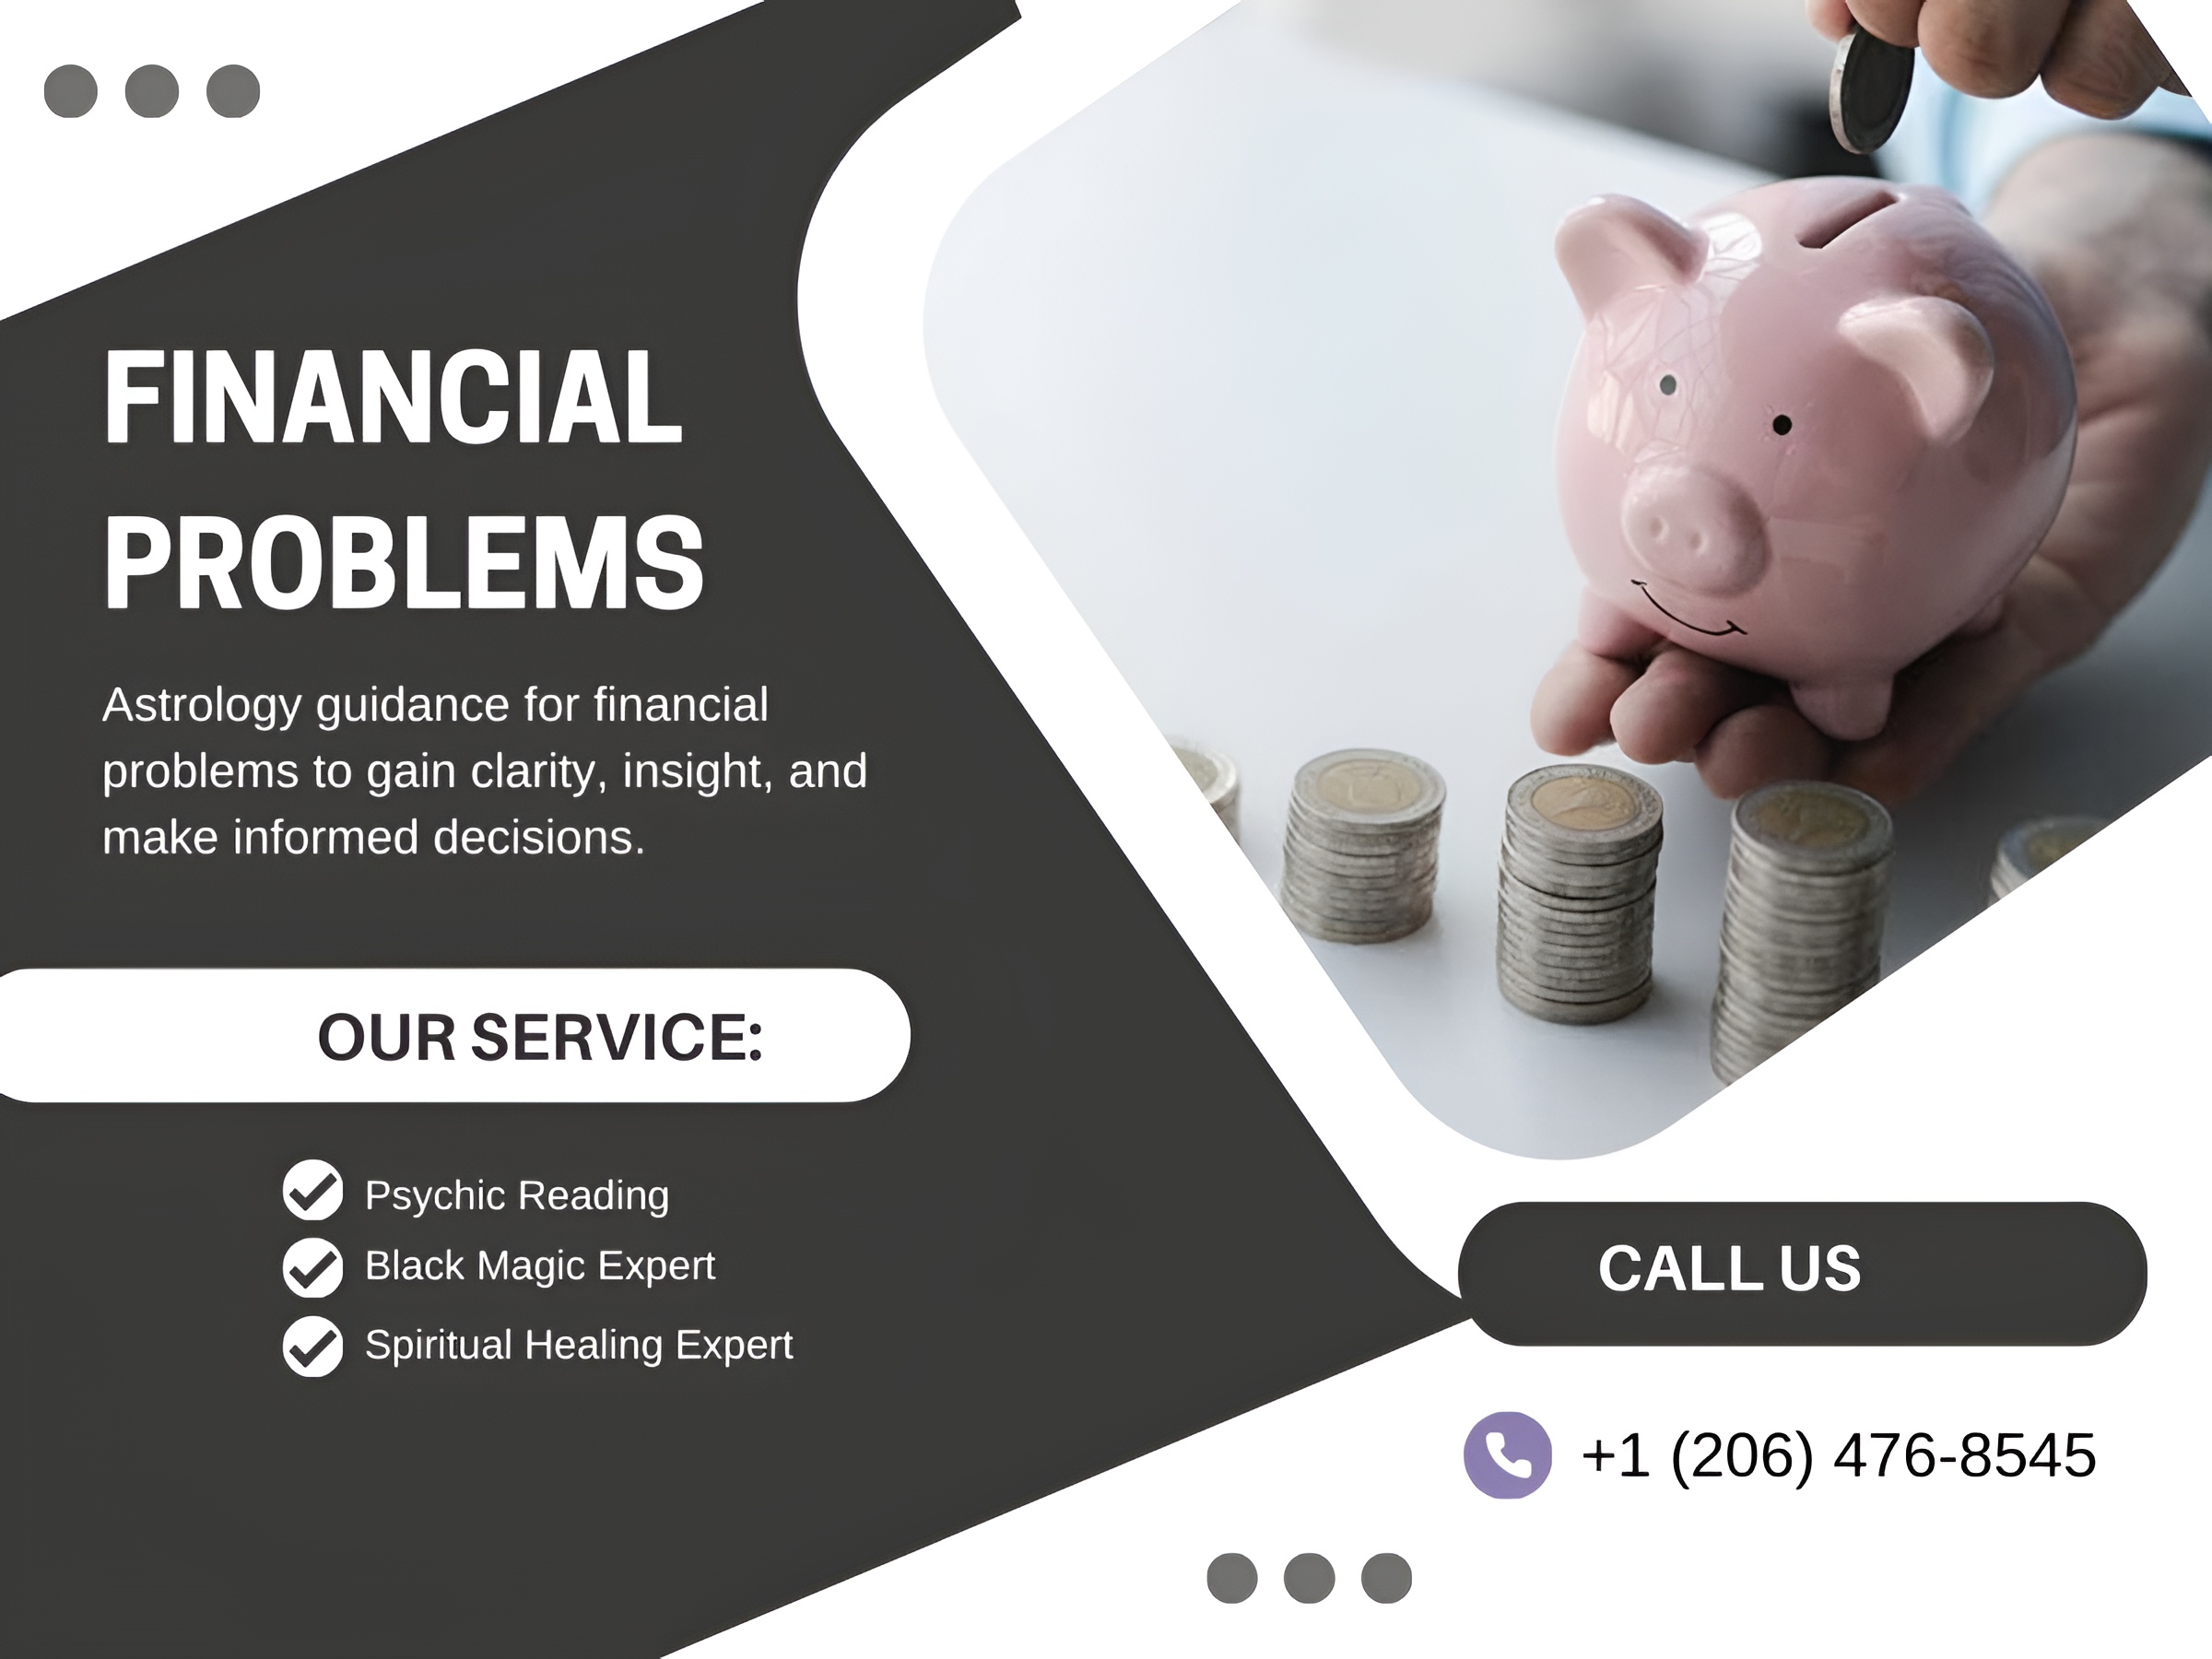 FINANCIAL
PROBLEMS
Astrology guidance for financial
problems to gain clarity, insight, and
make informed decisions.
OUR SERVICE:
Psychic Reading
Black Magic Expert
Spiritual Healing Expert
CALL US
+1 (206) 476-8545